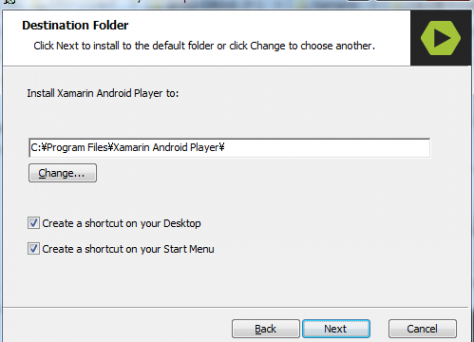 Destination Folder
Click Next to install to the default folder or click Change to choose another.
Install Xamarin Android Player to:
C:¥Program Files¥Xamarin Android Player¥
Change...
Create a shortcut on your Desktop
Create a shortcut on your Start Menu
Back Next Cancel